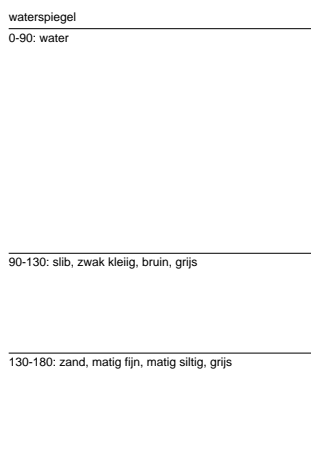 waterspiegel
0-90: water
90-130: slib, zwak kleiig, bruin, grijs
130-180: zand, matig fijn, matig siltig, grijs